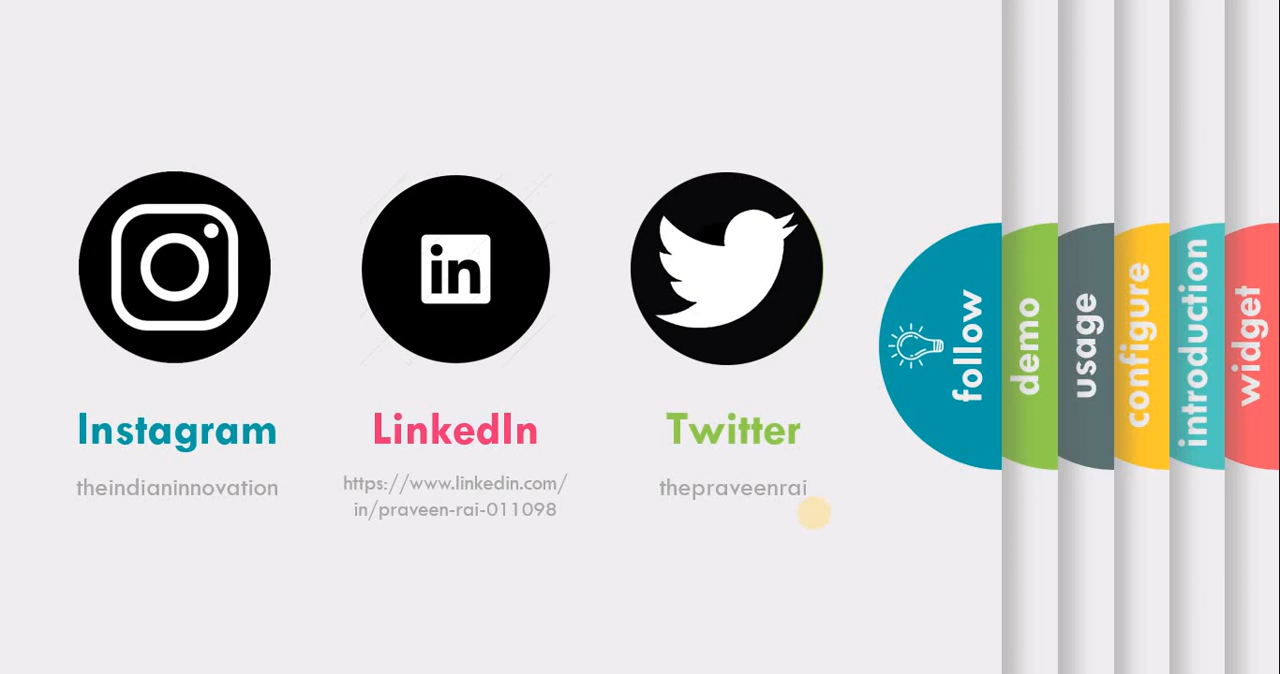 in
Instagram
LinkedIn
Twitter
theindianinnovation
https://www.linkedin.com/
in/praveen-rai-011098
thepraveenrai
follow
demo
usage
configure
introduction
widget